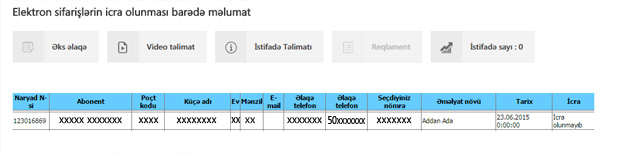 Elektron sifarişlərin icra olunması barədə məlumat
Əks əlaqə Video təlimat İstifadə Təlimatı Reqlament İstifadə sayı : 0
Naryad N-si Abonent Poçt kodu Küçə adı Ev Mənzil E-mail Əlaqə telefon Əlaqə telefon Seçdiyiniz nömrə Əməlyat növü Tarix İcra
123016869 XXXXX XXXXXXX XXXX XXXXXXXX XX XX XXXXXXX 50xxxxxxx XXXXXXX Addan Ada 23.06.2015 0:00:00 İcra olunmayıb